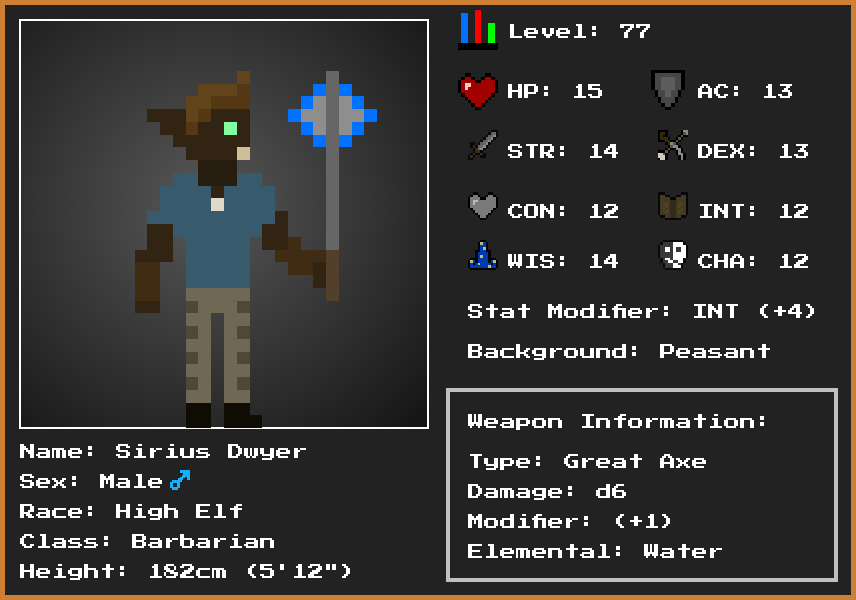 Level: 77
HP: 15 AC: 13
STR: 14 DEX: 13
CON: 12 INT: 12
WIS: 14 CHA: 12
Stat Modifier: INT (+4)
Background: Peasant
Weapon Information:
Type: Great Axe
Damage: d6
Modifier: (+1)
Elemental: Water
Name: Sirius Dwyer
Sex: Male♂
Race: High Elf
Class: Barbarian
Height: 182cm (5'12")